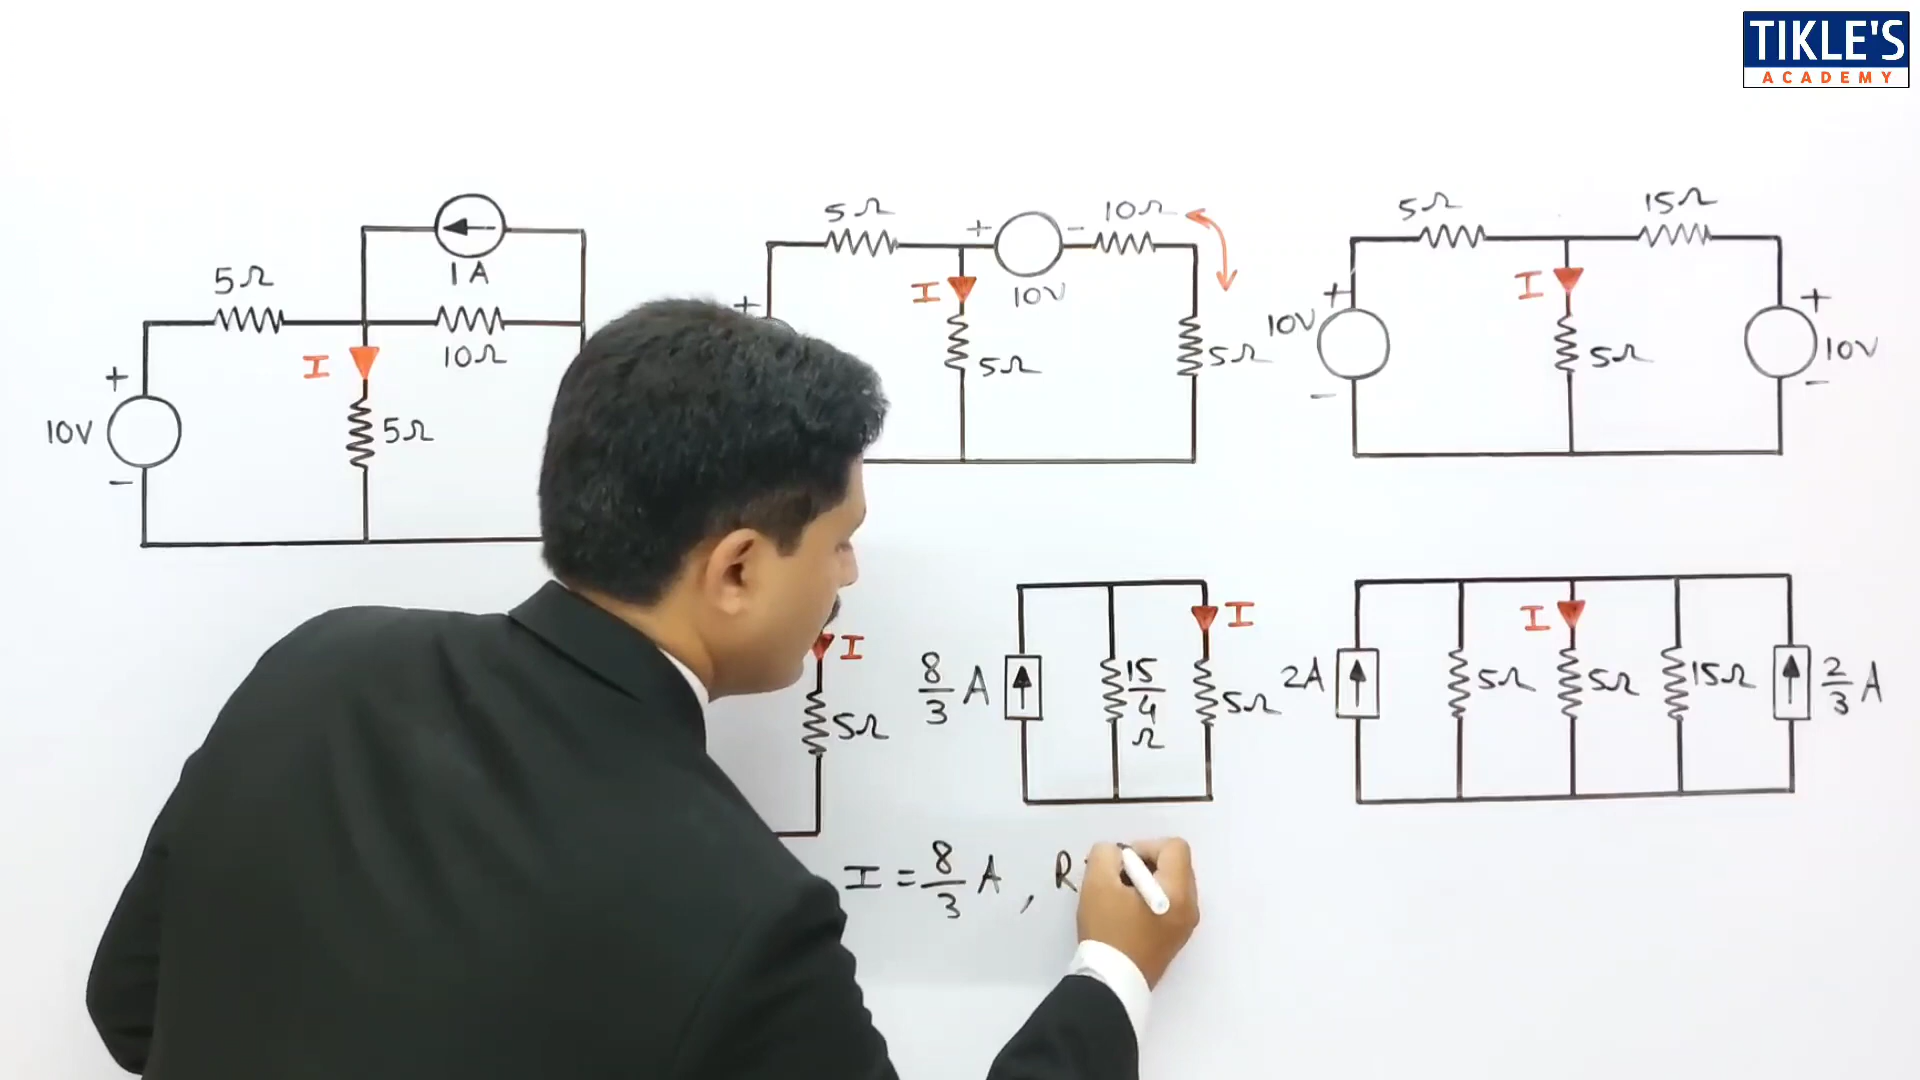 TIKLE'S
ACADEMY
1A
5Ω
10Ω
I
+
10V
-
5Ω
5Ω
+
-
10Ω
10V
I
5Ω
5Ω
+
5Ω
15Ω
I
+
10V
-
5Ω
+
10V
-
I
5Ω
8/3 A
15/4 Ω
I
5Ω
2A
5Ω
I
5Ω
15Ω
2/3 A
I = 8/3 A , R